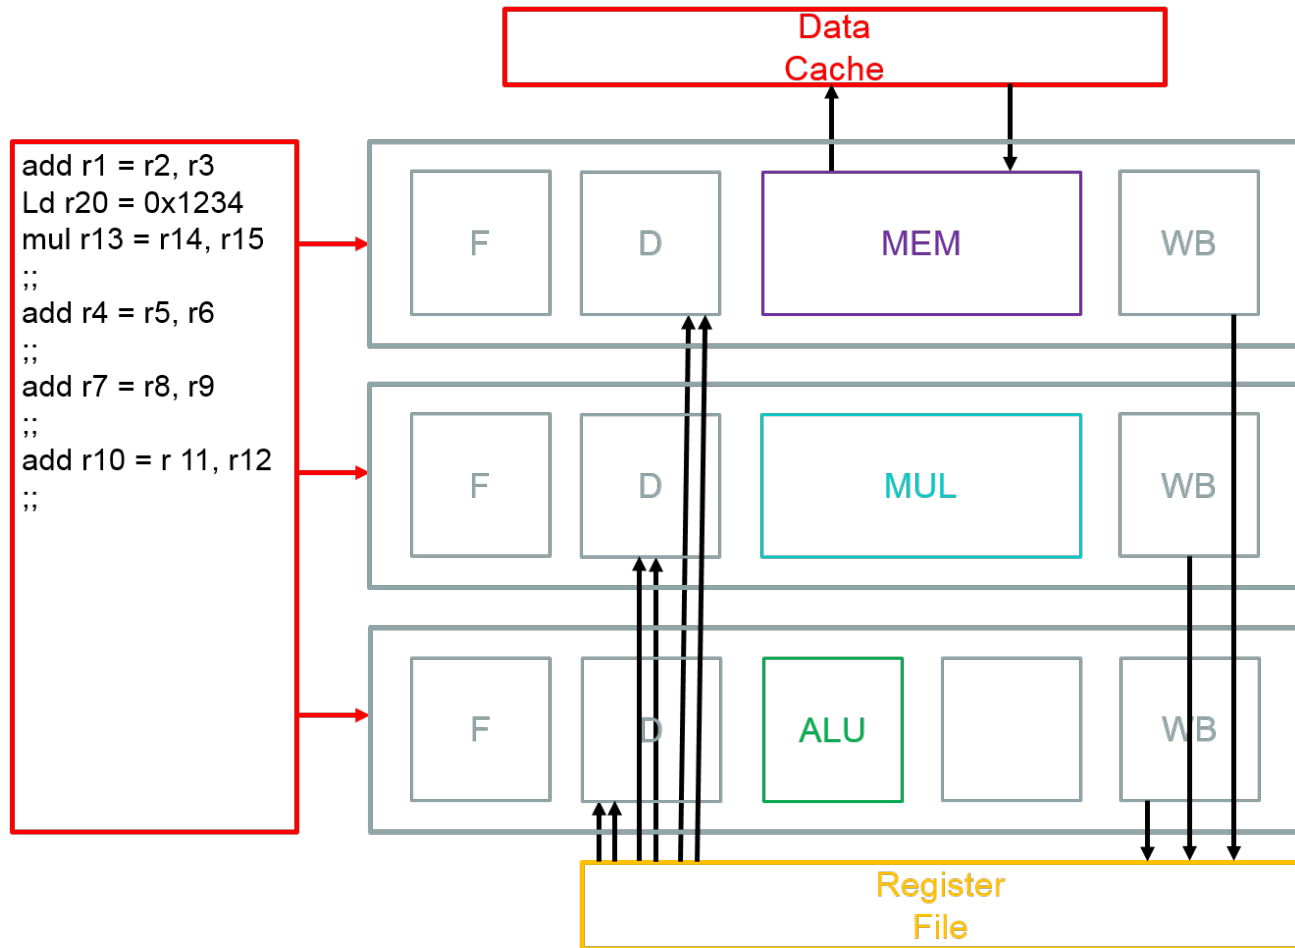 Data
Cache
add r1 = r2, r3
Ld r20 = 0x1234
mul r13 = r14, r15
;;
add r4 = r5, r6
;;
add r7 = r8, r9
;;
add r10 = r 11, r12
;;
F D MEM WB
F D MUL WB
F D ALU WB
Register
File